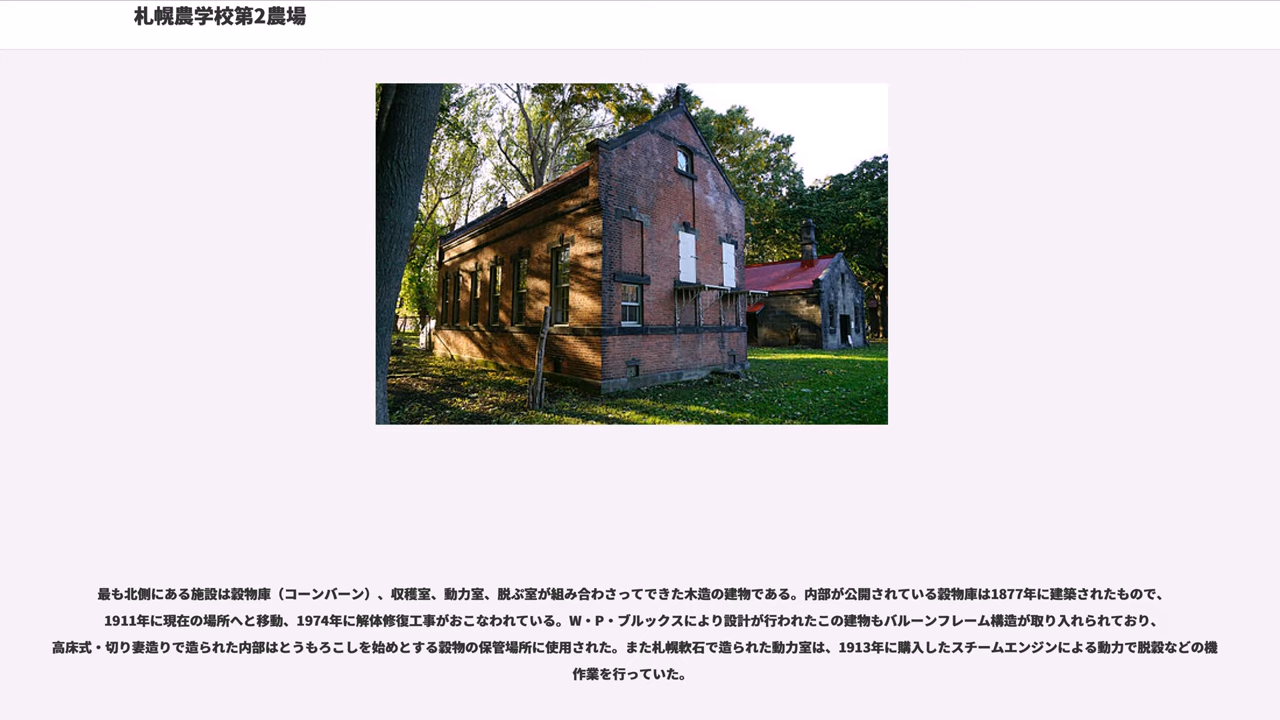 札幌農学校第2農場
最も北側にある施設は穀物庫（コーンバーン）、収穫室、動力室、脱ぷ室が組み合わさってできた木造の建物である。内部が公開されている穀物庫は1877年に建築されたもので、
1911年に現在の場所へと移動、1974年に解体修復工事がおこなわれている。W・P・ブルックスにより設計が行われたこの建物もバルーンフレーム構造が取り入れられており、
高床式・切り妻造りで造られた内部はとうもろこしを始めとする穀物の保管場所に使用された。また札幌軟石で造られた動力室は、1913年に購入したスチームエンジンによる動力で脱穀などの機
作業を行っていた。